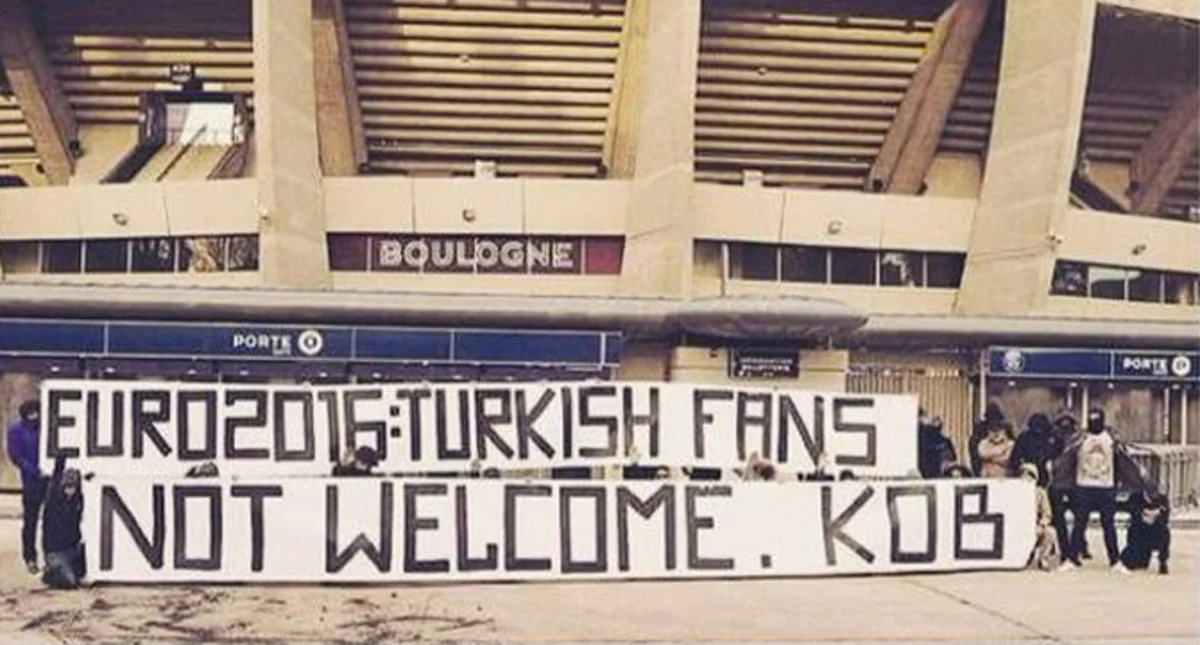 BOULOGNE
PORTE
PORTE P
EURO2016:TURKISH FANS
NOT WELCOME. KOB